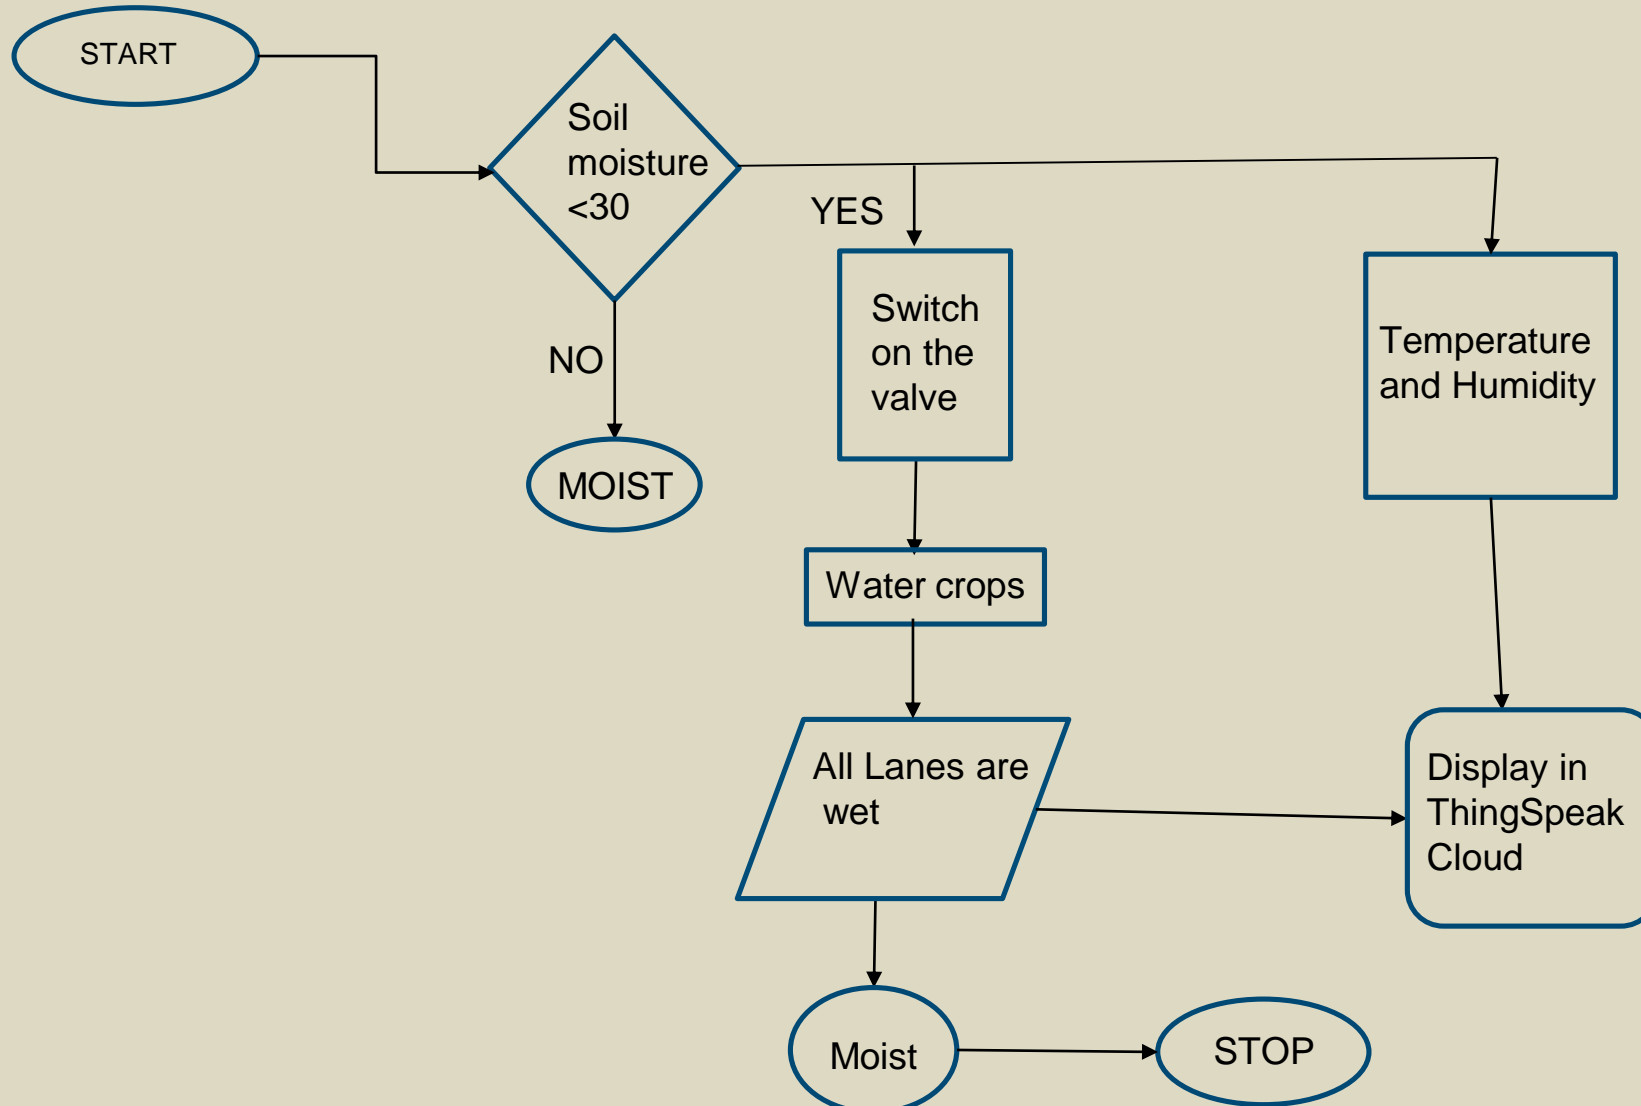 START
Soil
moisture
<30
YES
NO
MOIST
Switch
on the
valve
Temperature
and Humidity
Water crops
All Lanes are
wet
Display in
ThingSpeak
Cloud
Moist
STOP